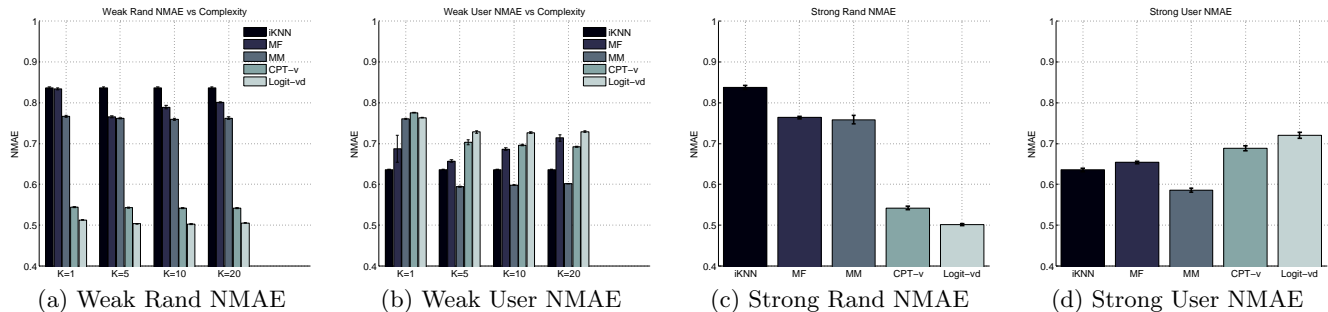 Weak Rand NMAE vs Complexity
NMAE
1
0.9
0.8
0.7
0.6
0.5
0.4
K=1 K=5 K=10 K=20
iKNN
MF
MM
CPT−v
Logit−vd
(a) Weak Rand NMAE
Weak User NMAE vs Complexity
NMAE
1
0.9
0.8
0.7
0.6
0.5
0.4
K=1 K=5 K=10 K=20
iKNN
MF
MM
CPT−v
Logit−vd
(b) Weak User NMAE
Strong Rand NMAE
NMAE
1
0.9
0.8
0.7
0.6
0.5
0.4
iKNN MF MM CPT−v Logit−vd
(c) Strong Rand NMAE
Strong User NMAE
NMAE
1
0.9
0.8
0.7
0.6
0.5
0.4
iKNN MF MM CPT−v Logit−vd
(d) Strong User NMAE